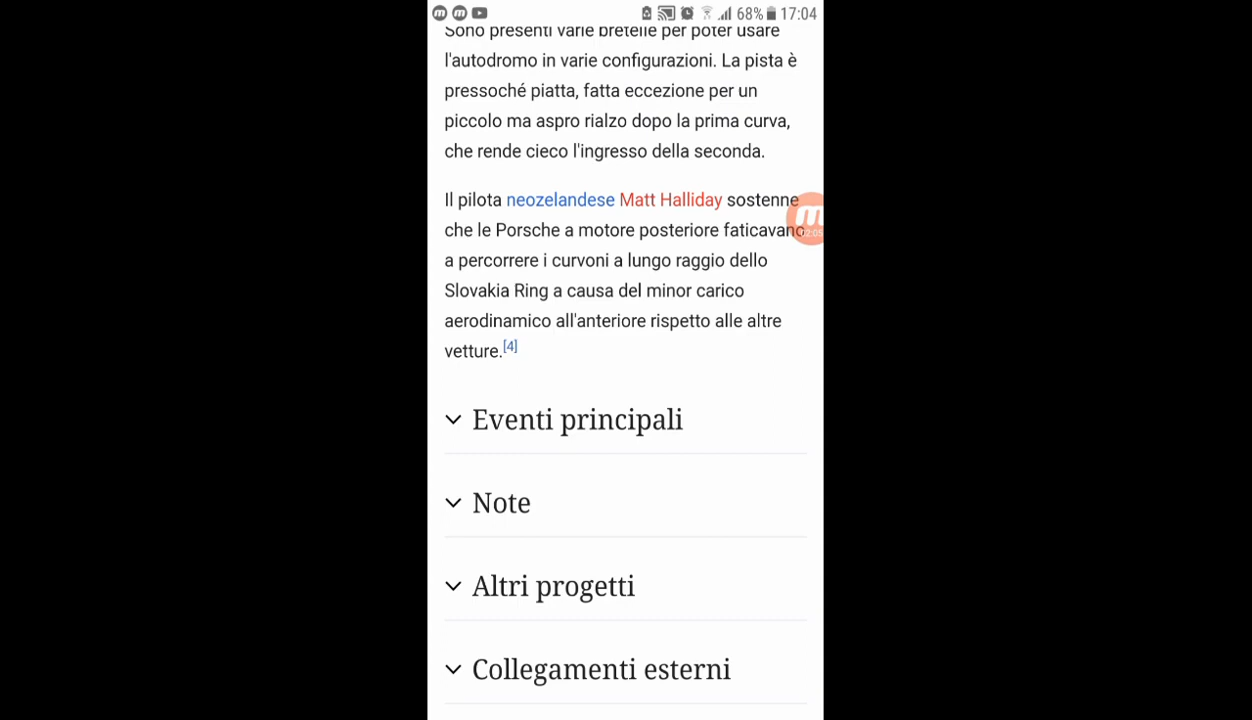 68% 17:04
Sono presenti varie bretelle per poter usare
l'autodromo in varie configurazioni. La pista è
pressoché piatta, fatta eccezione per un
piccolo ma aspro rialzo dopo la prima curva,
che rende cieco l'ingresso della seconda.
Il pilota neozelandese Matt Halliday sostenne
che le Porsche a motore posteriore faticavano
02:05
a percorrere i curvoni a lungo raggio dello
Slovakia Ring a causa del minor carico
aerodinamico all'anteriore rispetto alle altre
vetture.[4]
Eventi principali
Note
Altri progetti
Collegamenti esterni